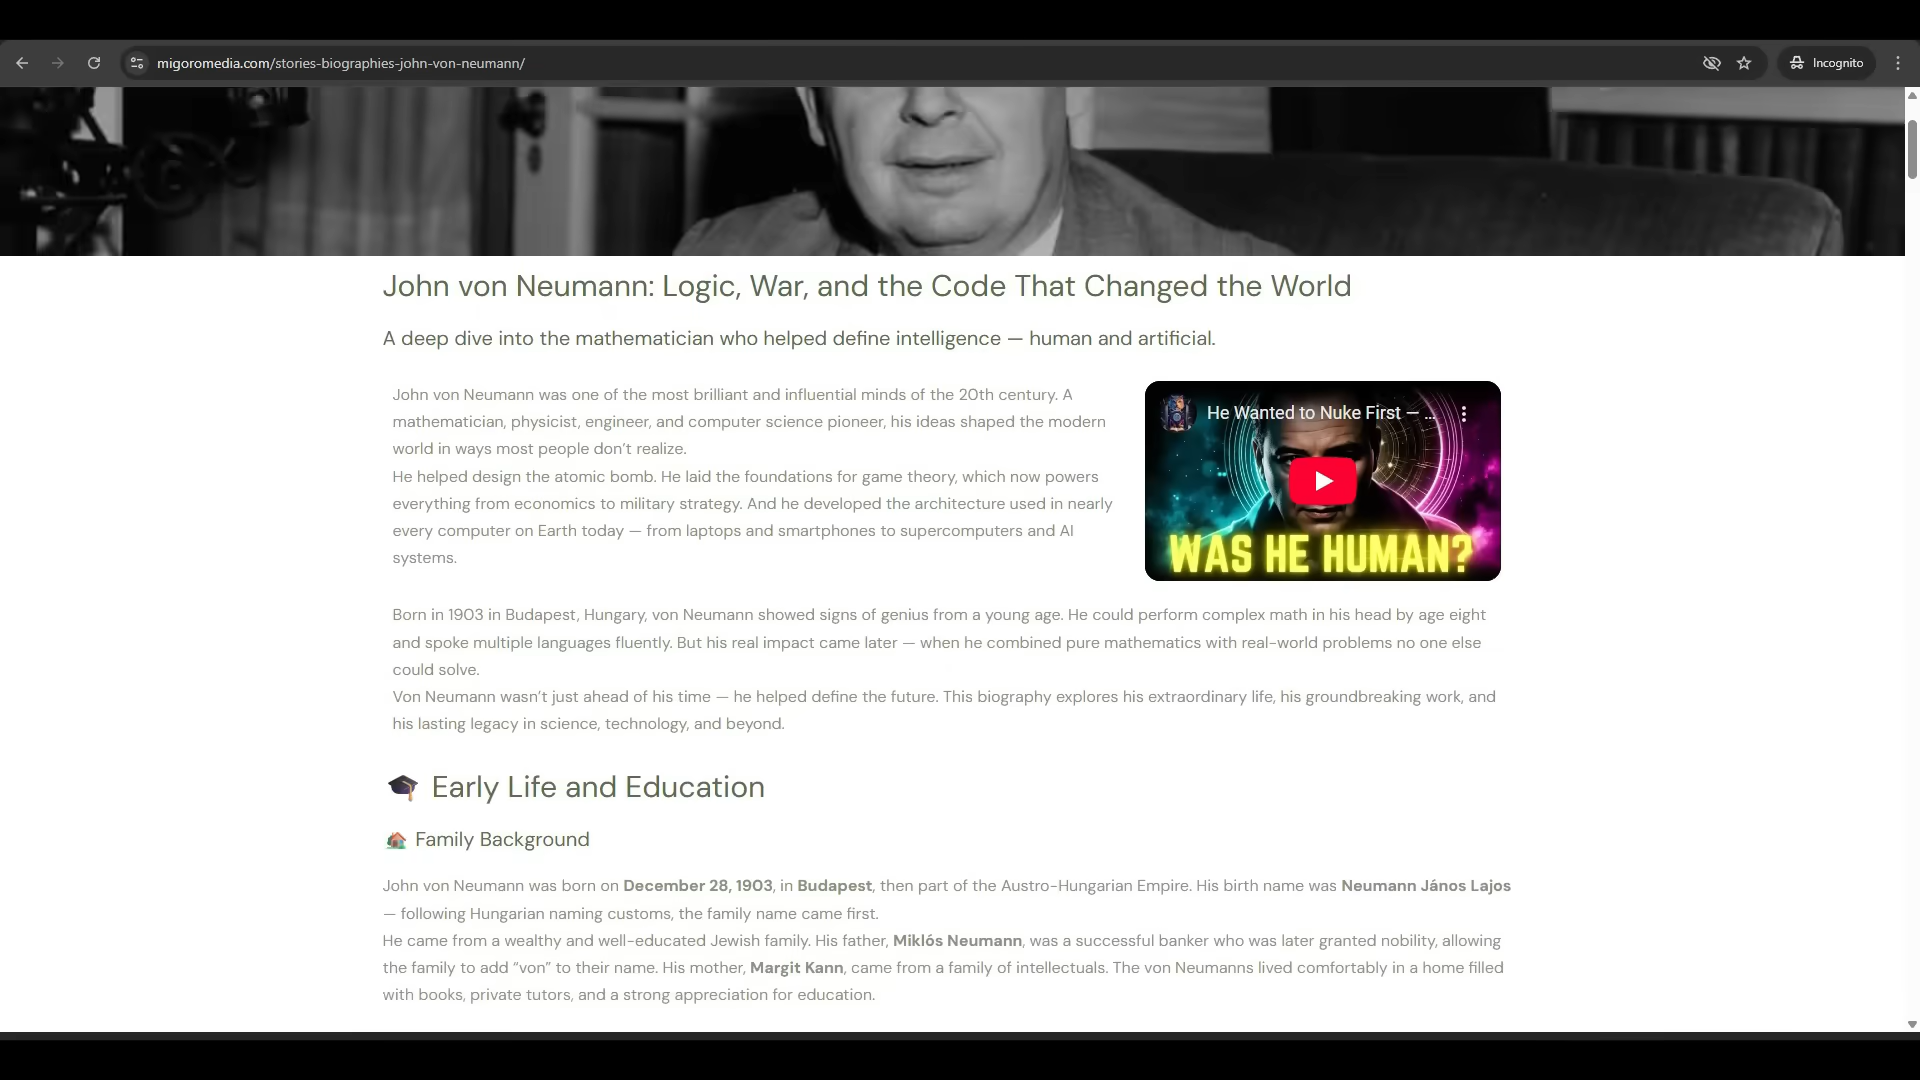 migoromedia.com/stories-biographies-john-von-neumann/
Incognito
John von Neumann: Logic, War, and the Code That Changed the World
A deep dive into the mathematician who helped define intelligence — human and artificial.
John von Neumann was one of the most brilliant and influential minds of the 20th century. A
mathematician, physicist, engineer, and computer science pioneer, his ideas shaped the modern
world in ways most people don’t realize.
He helped design the atomic bomb. He laid the foundations for game theory, which now powers
everything from economics to military strategy. And he developed the architecture used in nearly
every computer on Earth today — from laptops and smartphones to supercomputers and AI
systems.
He Wanted to Nuke First — ...
WAS HE HUMAN?
Born in 1903 in Budapest, Hungary, von Neumann showed signs of genius from a young age. He could perform complex math in his head by age eight
and spoke multiple languages fluently. But his real impact came later — when he combined pure mathematics with real-world problems no one else
could solve.
Von Neumann wasn’t just ahead of his time — he helped define the future. This biography explores his extraordinary life, his groundbreaking work, and
his lasting legacy in science, technology, and beyond.
Early Life and Education
Family Background
John von Neumann was born on December 28, 1903, in Budapest, then part of the Austro-Hungarian Empire. His birth name was Neumann János Lajos
— following Hungarian naming customs, the family name came first.
He came from a wealthy and well-educated Jewish family. His father, Miklós Neumann, was a successful banker who was later granted nobility, allowing
the family to add “von” to their name. His mother, Margit Kann, came from a family of intellectuals. The von Neumanns lived comfortably in a home filled
with books, private tutors, and a strong appreciation for education.